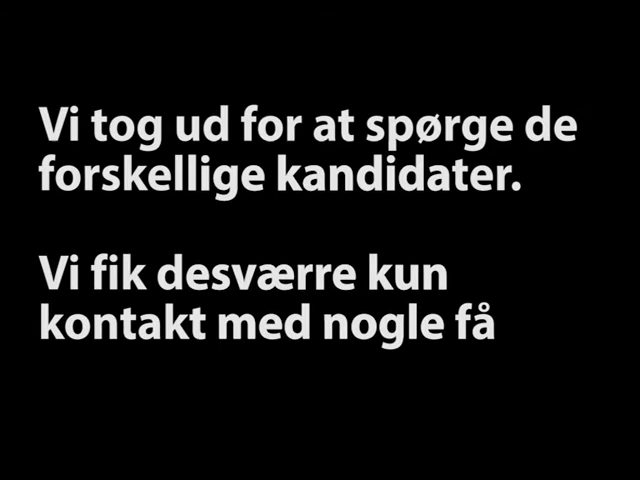 Vi tog ud for at spørge de
forskellige kandidater.
Vi fik desværre kun
kontakt med nogle få